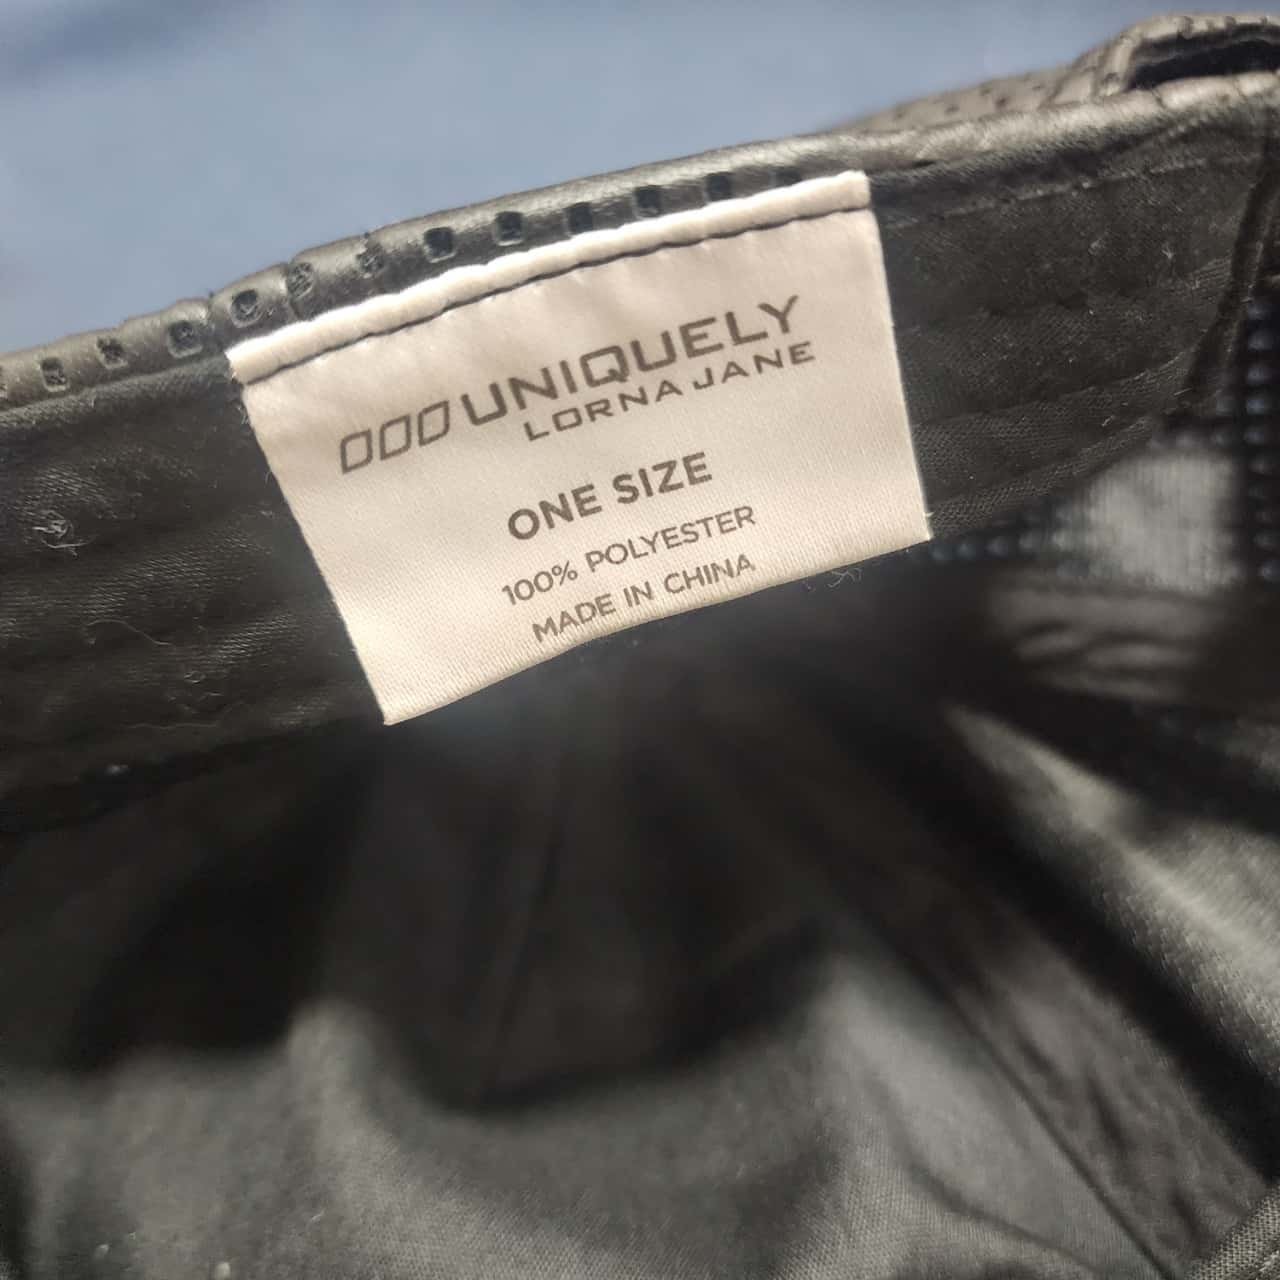 UNIQUELY
LORNA JANE
ONE SIZE
100% POLYESTER
MADE IN CHINA